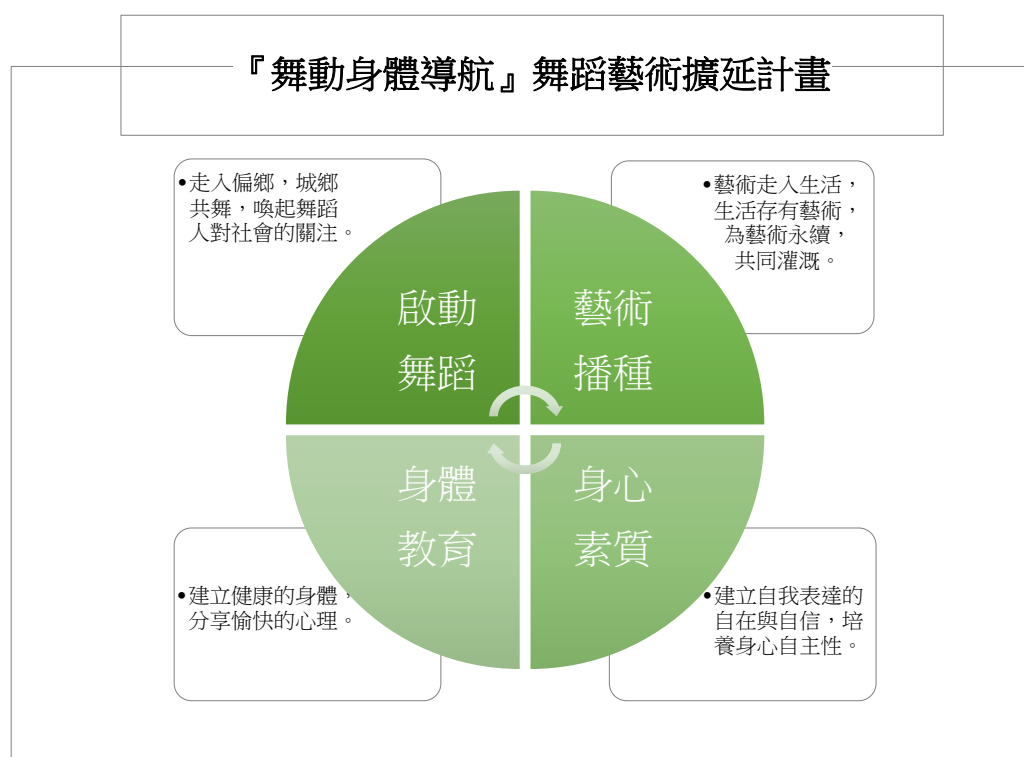 『舞動身體導航』舞蹈藝術擴延計畫
•走入偏鄉，城鄉
共舞，喚起舞蹈
人對社會的關注。
•藝術走入生活，
生活存有藝術，
為藝術永續，
共同灌溉。
啟動
舞蹈
藝術
播種
身體
教育
身心
素質
•建立健康的身體，
分享愉快的心理。
•建立自我表達的
自在與自信，培
養身心自主性。